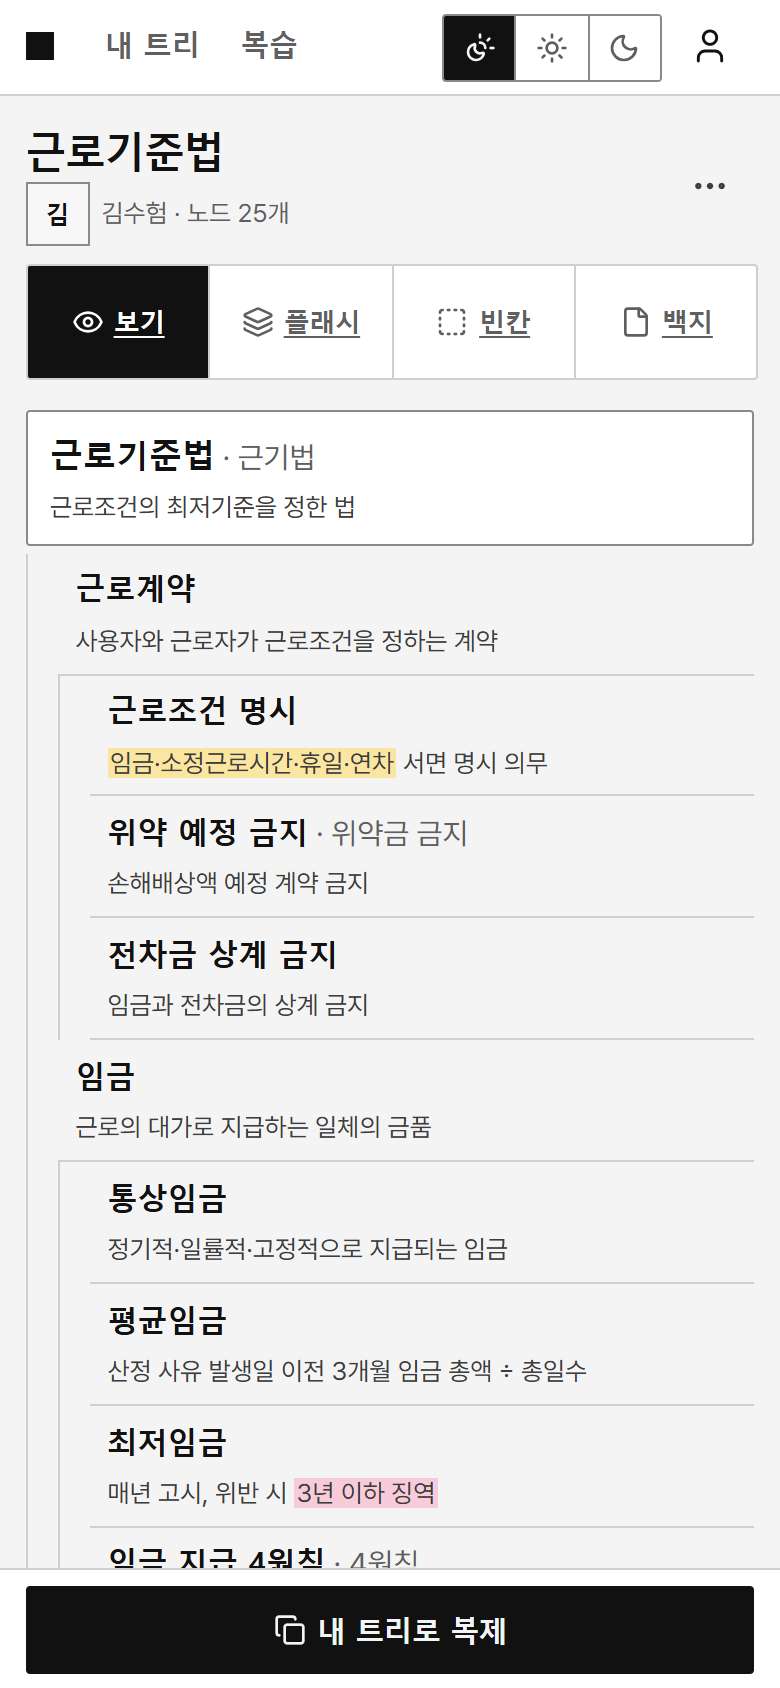 내 트리 복습
근로기준법
김 김수험 · 노드 25개
보기 플래시 빈칸 백지
근로기준법 · 근기법
근로조건의 최저기준을 정한 법
근로계약
사용자와 근로자가 근로조건을 정하는 계약
근로조건 명시
임금·소정근로시간·휴일·연차 서면 명시 의무
위약 예정 금지 · 위약금 금지
손해배상액 예정 계약 금지
전차금 상계 금지
임금과 전차금의 상계 금지
임금
근로의 대가로 지급하는 일체의 금품
통상임금
정기적·일률적·고정적으로 지급되는 임금
평균임금
산정 사유 발생일 이전 3개월 임금 총액 ÷ 총일수
최저임금
매년 고시, 위반 시 3년 이하 징역
임금 지급 4원칙 · 4원칙
내 트리로 복제